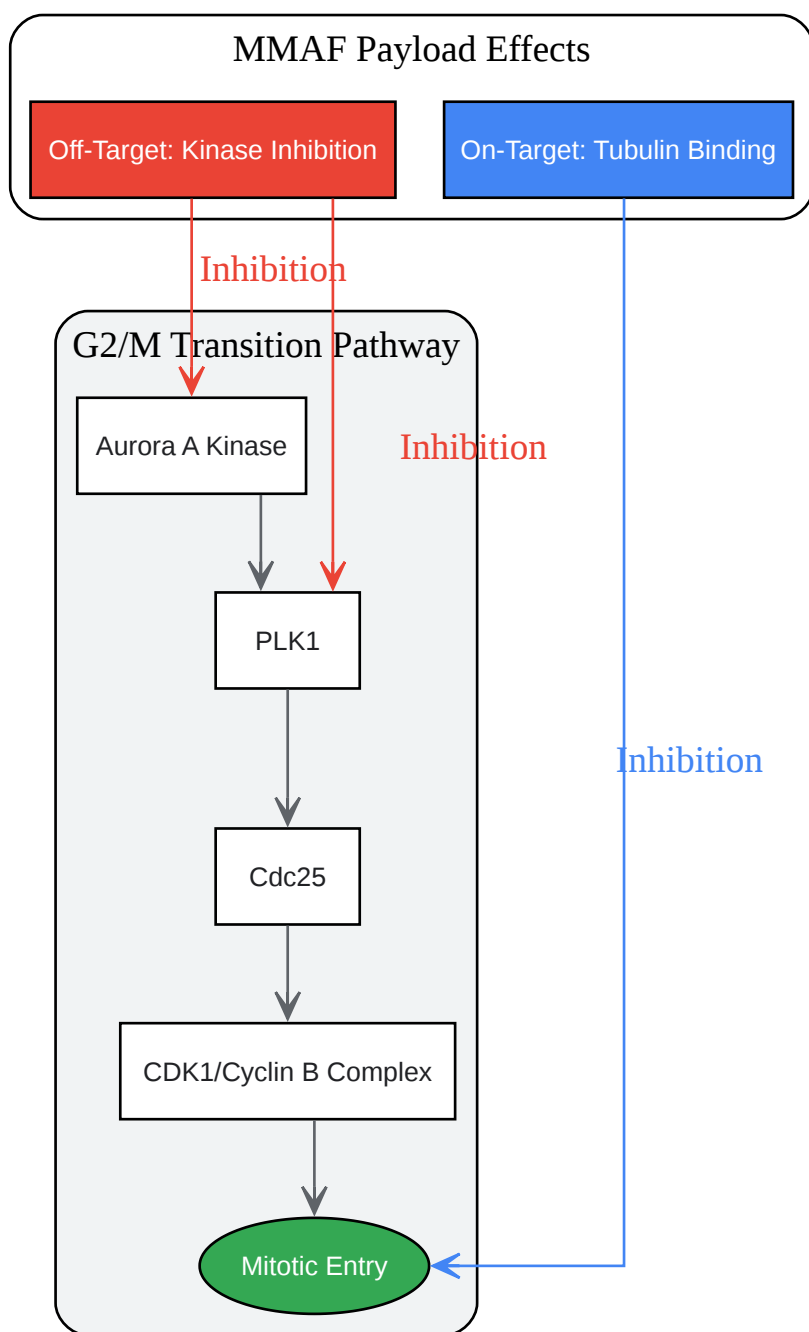 MMAF Payload Effects
Off-Target: Kinase Inhibition
On-Target: Tubulin Binding
Inhibition
G2/M Transition Pathway
Aurora A Kinase
Inhibition
PLK1
Inhibition
Cdc25
CDK1/Cyclin B Complex
Mitotic Entry